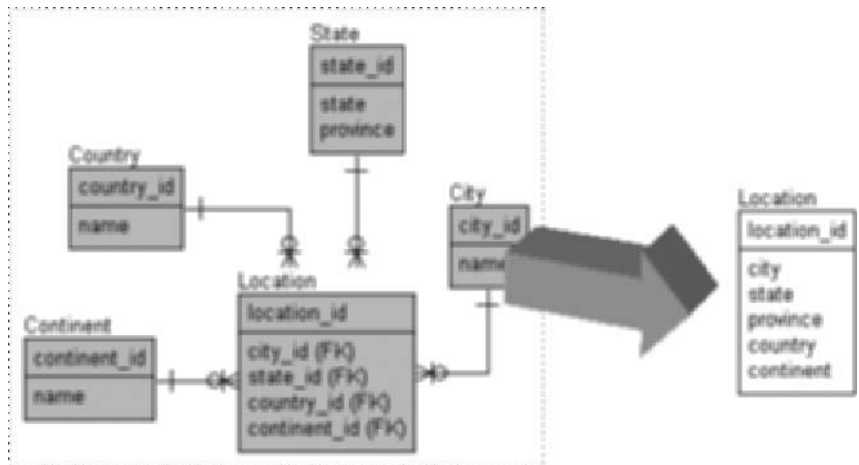 State
state_id
state
province
Country
country_id
name
City
city_id
name
Location
location_id
city_id (FK)
state_id (FK)
country_id (FK)
continent_id (FK)
Continent
continent_id
name
Location
location_id
city
state
province
country
continent